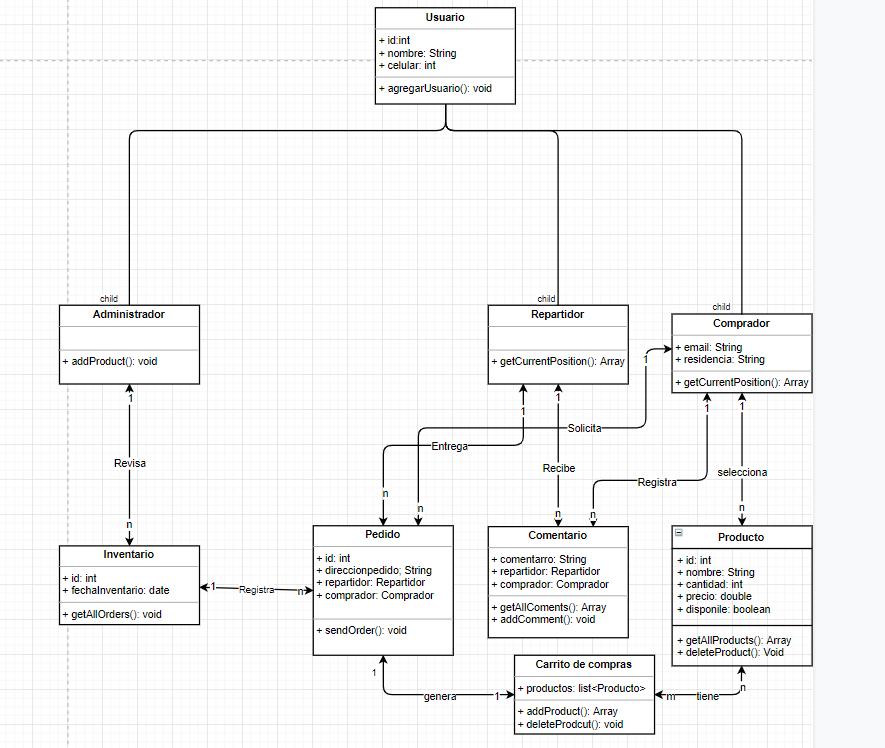 Usuario
+ id:int
+ nombre: String
+ celular: int
+ agregarUsuario(): void
child
Administrador
+ addProduct(): void
child
Repartidor
+ getCurrentPosition(): Array
child
Comprador
+ email: String
+ residencia: String
+ getCurrentPosition(): Array
1
Revisa
n
1
Entrega
n
1
Recibe
n
1
Solicita
n
1
Registra
n
1
selecciona
n
Inventario
+ id: int
+ fechaInventario: date
+ getAllOrders(): void
1
Registra
n
Pedido
+ id: int
+ direccionpedido; String
+ repartidor: Repartidor
+ comprador: Comprador
+ sendOrder(): void
Comentario
+ comentarro: String
+ repartidor: Repartidor
+ comprador: Comprador
+ getAllComents(): Array
+ addComment(): void
Producto
+ id: int
+ nombre: String
+ cantidad: int
+ precio: double
+ disponile: boolean
+ getAllProducts(): Array
+ deleteProduct(): Void
1
genera
1
Carrito de compras
+ productos: list<Producto>
+ addProduct(): Array
+ deleteProdcut(): void
m
tiene
n